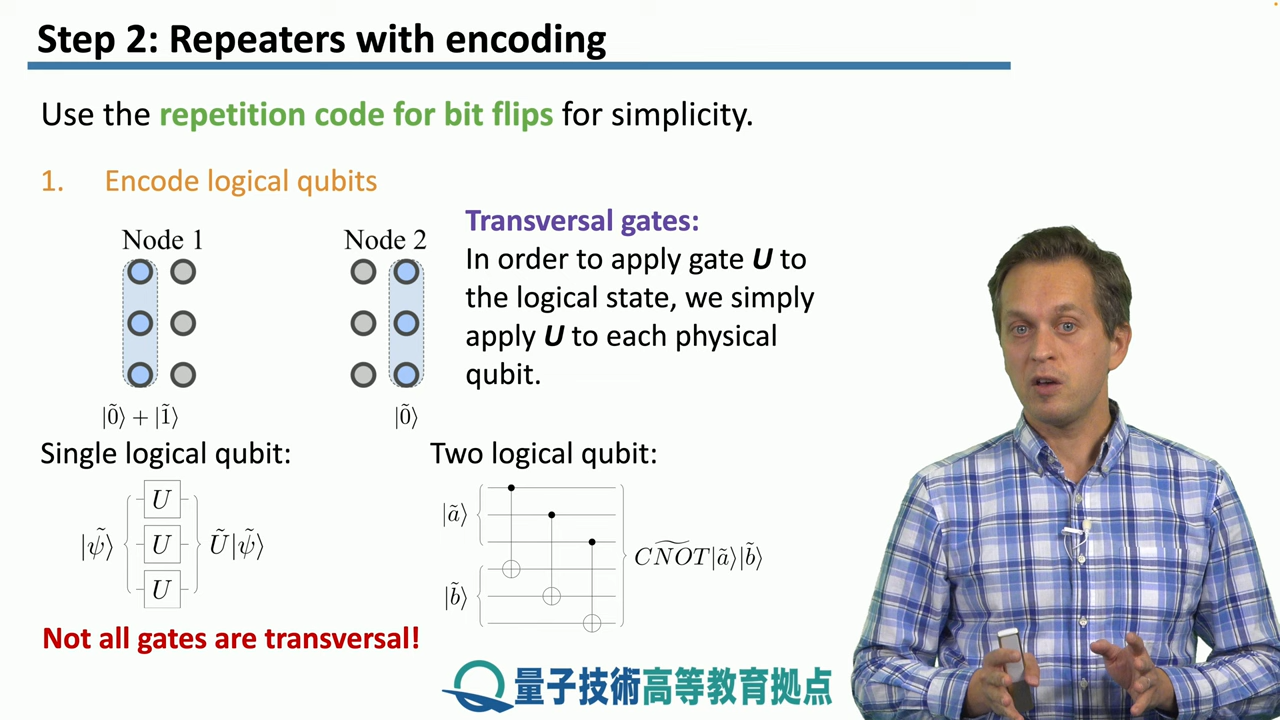 Step 2: Repeaters with encoding
Use the repetition code for bit flips for simplicity.
1. Encode logical qubits
Node 1
Node 2
|0̃⟩ + |1̃⟩
|0̃⟩
Transversal gates:
In order to apply gate U to
the logical state, we simply
apply U to each physical
qubit.
Single logical qubit:
|ψ̃⟩
U
U
U
Ũ|ψ̃⟩
Not all gates are transversal!
Two logical qubit:
|ã⟩
|b̃⟩
C͠NOT|ã⟩|b̃⟩
量子技術高等教育拠点